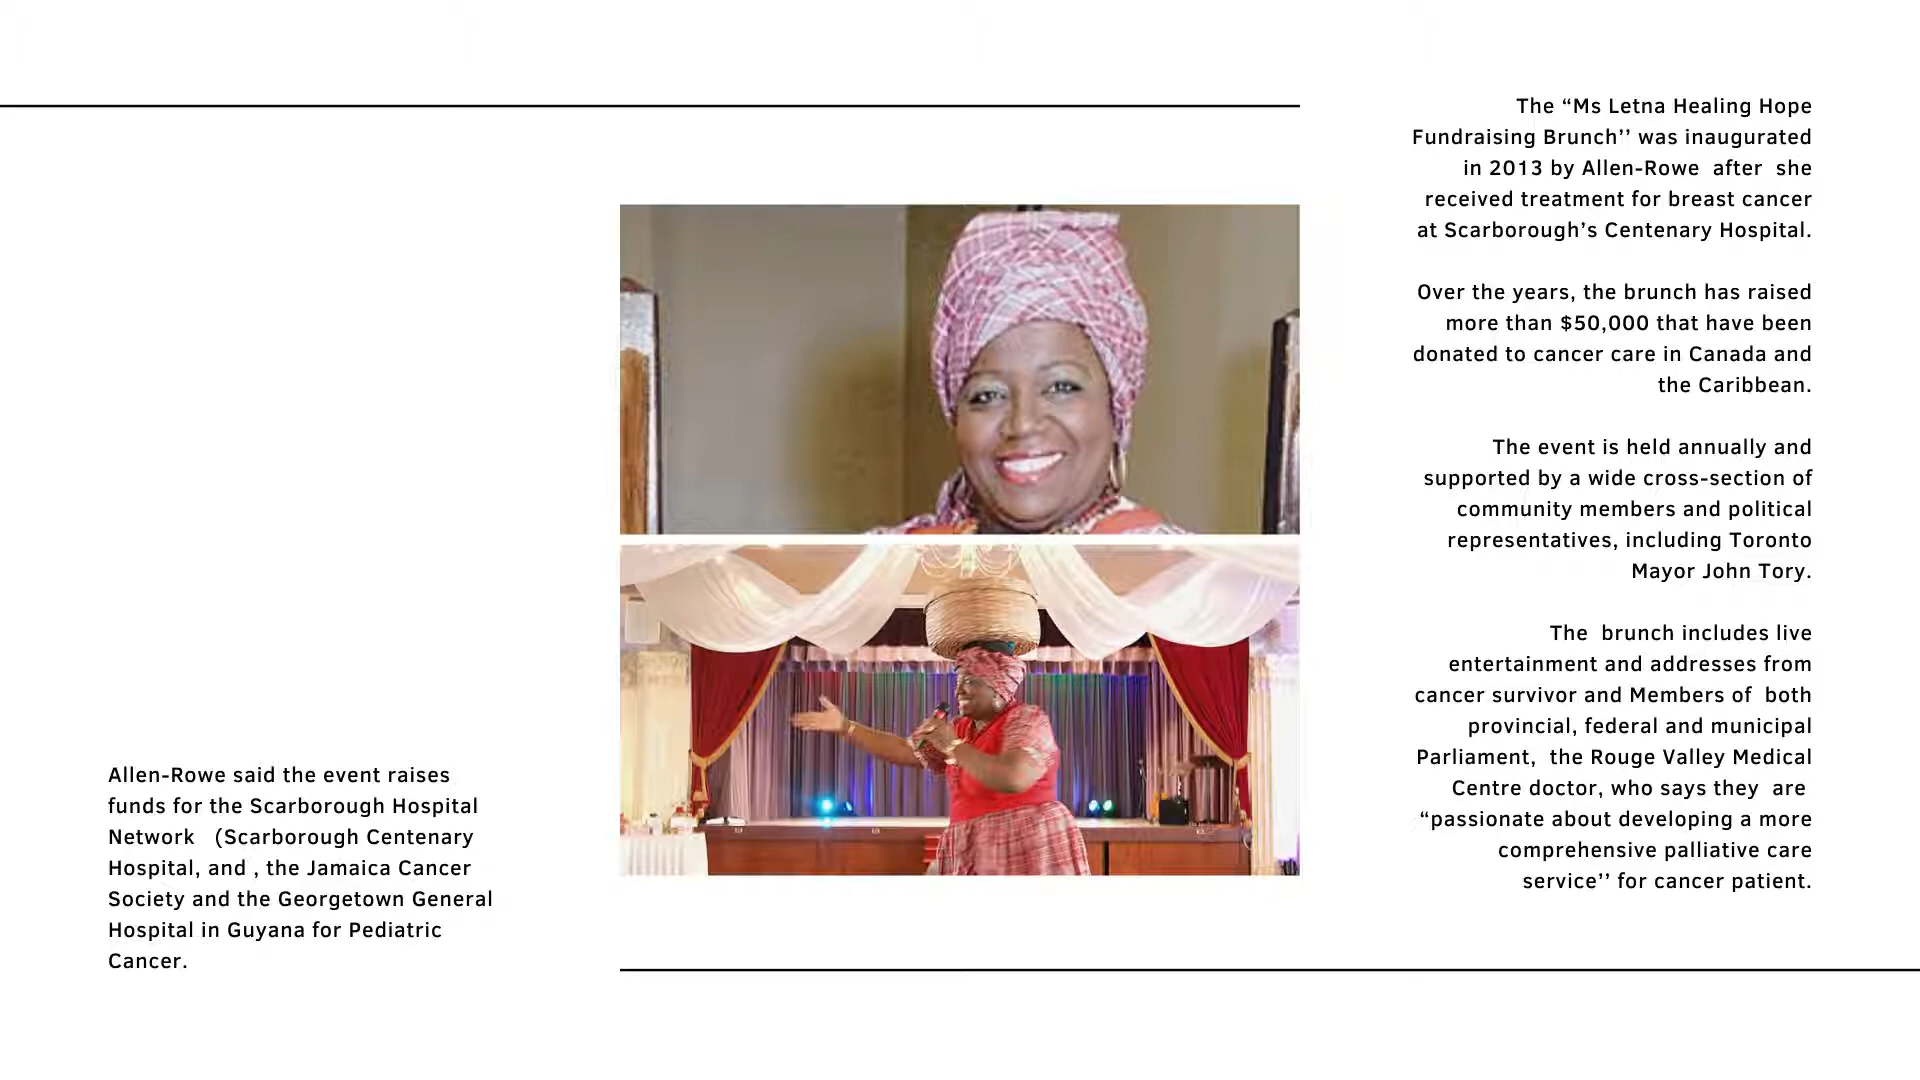 The “Ms Letna Healing Hope
Fundraising Brunch’’ was inaugurated
in 2013 by Allen-Rowe  after  she
received treatment for breast cancer
at Scarborough’s Centenary Hospital.
Over the years, the brunch has raised
more than $50,000 that have been
donated to cancer care in Canada and
the Caribbean.
The event is held annually and
supported by a wide cross-section of
community members and political
representatives, including Toronto
Mayor John Tory.
The  brunch includes live
entertainment and addresses from
cancer survivor and Members of  both
provincial, federal and municipal
Parliament,  the Rouge Valley Medical
Centre doctor, who says they  are
“passionate about developing a more
comprehensive palliative care
service’’ for cancer patient.
Allen-Rowe said the event raises
funds for the Scarborough Hospital
Network   (Scarborough Centenary
Hospital, and , the Jamaica Cancer
Society and the Georgetown General
Hospital in Guyana for Pediatric
Cancer.